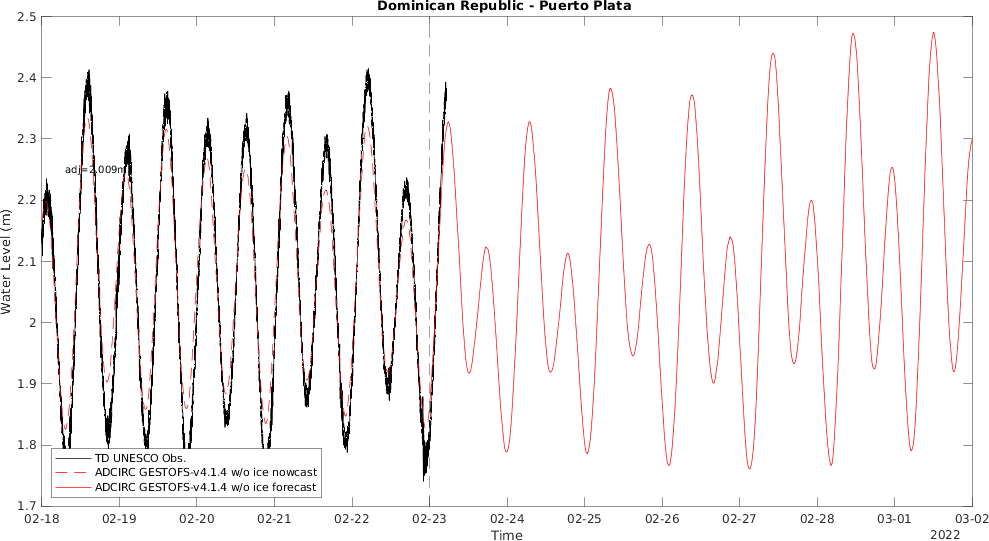 Dominican Republic - Puerto Plata
2.5
2.4
2.3
2.2
2.1
2
1.9
1.8
1.7
Water Level (m)
adj=2.009m
TD UNESCO Obs.
ADCIRC GESTOFS-v4.1.4 w/o ice nowcast
ADCIRC GESTOFS-v4.1.4 w/o ice forecast
02-18 02-19 02-20 02-21 02-22 02-23 02-24 02-25 02-26 02-27 02-28 03-01 03-02
Time
2022